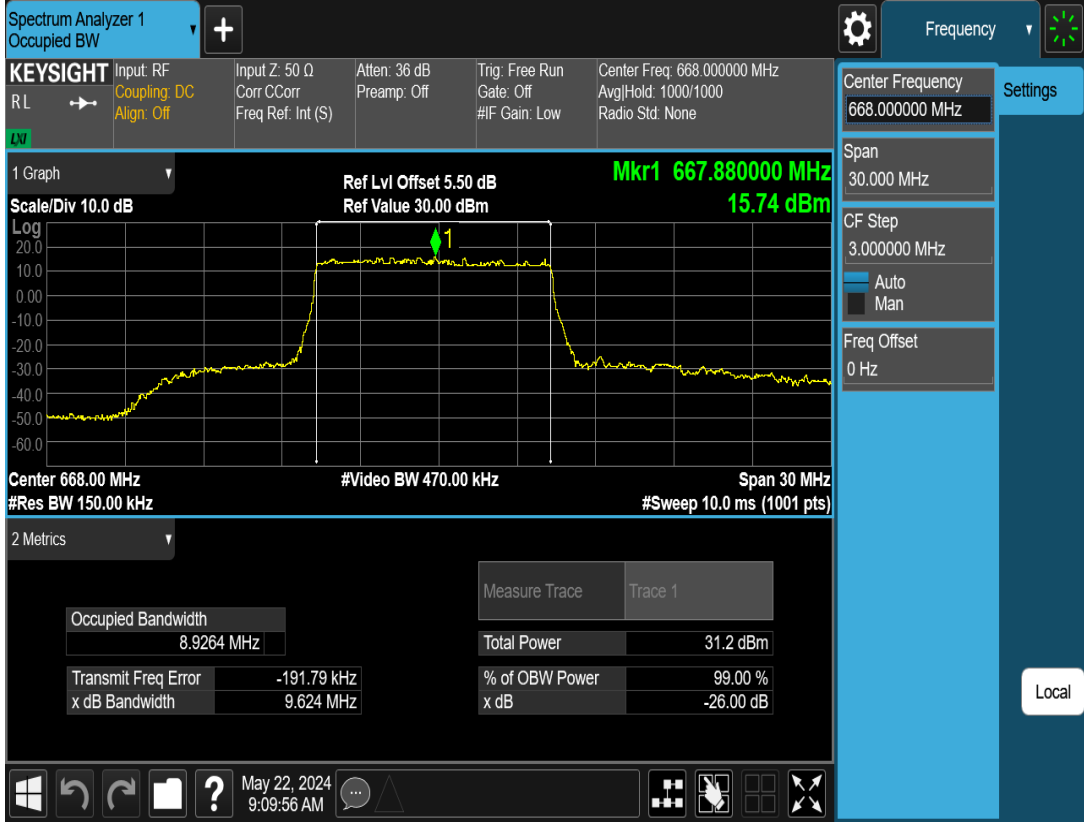 Spectrum Analyzer 1
Occupied BW
Frequency
KEYSIGHT
RL
LXI
Input: RF
Coupling: DC
Align: Off
Input Z: 50 Ω
Corr CCorr
Freq Ref: Int (S)
Atten: 36 dB
Preamp: Off
Trig: Free Run
Gate: Off
#IF Gain: Low
Center Freq: 668.000000 MHz
Avg|Hold: 1000/1000
Radio Std: None
Center Frequency
668.000000 MHz
Settings
Span
30.000 MHz
CF Step
3.000000 MHz
Auto
Man
Freq Offset
0 Hz
Local
1 Graph
Scale/Div 10.0 dB
Ref Lvl Offset 5.50 dB
Ref Value 30.00 dBm
Mkr1 667.880000 MHz
15.74 dBm
Log
1
20.0
10.0
0.00
-10.0
-20.0
-30.0
-40.0
-50.0
-60.0
Center 668.00 MHz
#Video BW 470.00 kHz
Span 30 MHz
#Res BW 150.00 kHz
#Sweep 10.0 ms (1001 pts)
2 Metrics
Measure Trace
Trace 1
Occupied Bandwidth
8.9264 MHz
Total Power
31.2 dBm
Transmit Freq Error
-191.79 kHz
% of OBW Power
99.00 %
x dB Bandwidth
9.624 MHz
x dB
-26.00 dB
?
May 22, 2024
9:09:56 AM